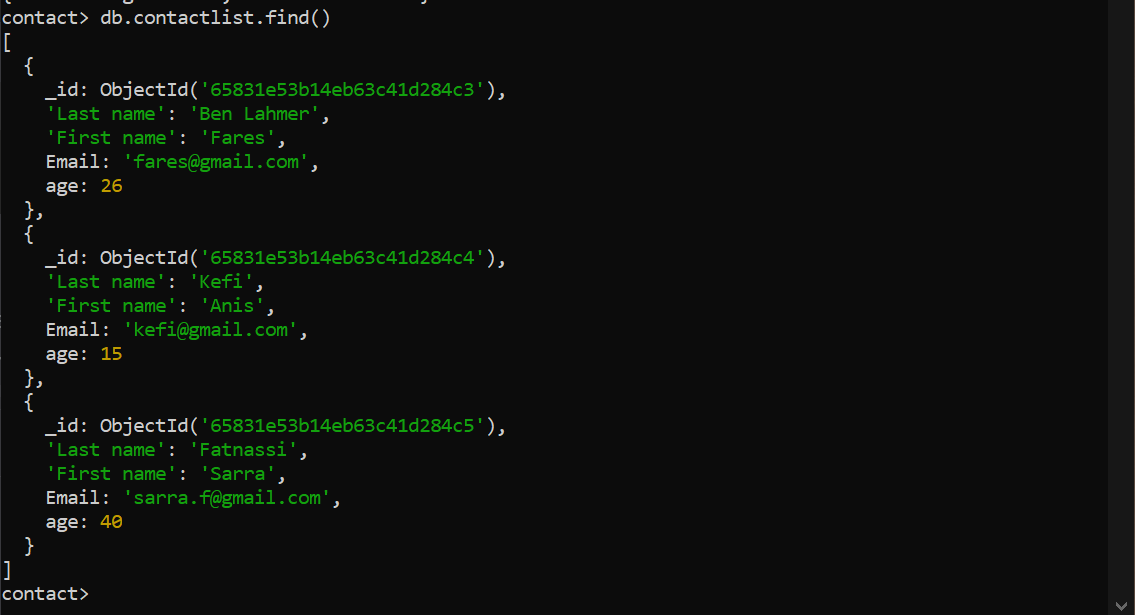 contact> db.contactlist.find()
[
  {
    _id: ObjectId('65831e53b14eb63c41d284c3'),
    'Last name': 'Ben Lahmer',
    'First name': 'Fares',
    Email: 'fares@gmail.com',
    age: 26
  },
  {
    _id: ObjectId('65831e53b14eb63c41d284c4'),
    'Last name': 'Kefi',
    'First name': 'Anis',
    Email: 'kefi@gmail.com',
    age: 15
  },
  {
    _id: ObjectId('65831e53b14eb63c41d284c5'),
    'Last name': 'Fatnassi',
    'First name': 'Sarra',
    Email: 'sarra.f@gmail.com',
    age: 40
  }
]
contact>